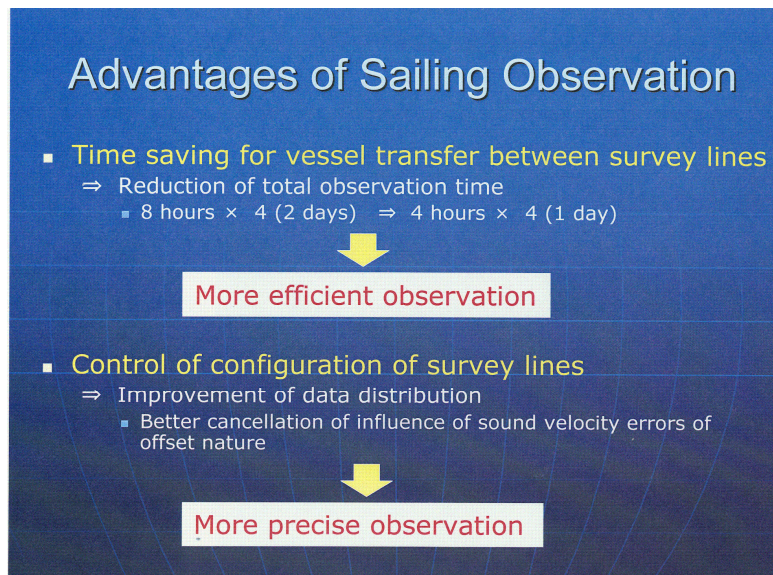 Advantages of Sailing Observation
▪ Time saving for vessel transfer between survey lines
⇒ Reduction of total observation time
▪ 8 hours × 4 (2 days) ⇒ 4 hours × 4 (1 day)
More efficient observation
▪ Control of configuration of survey lines
⇒ Improvement of data distribution
▪ Better cancellation of influence of sound velocity errors of
offset nature
More precise observation